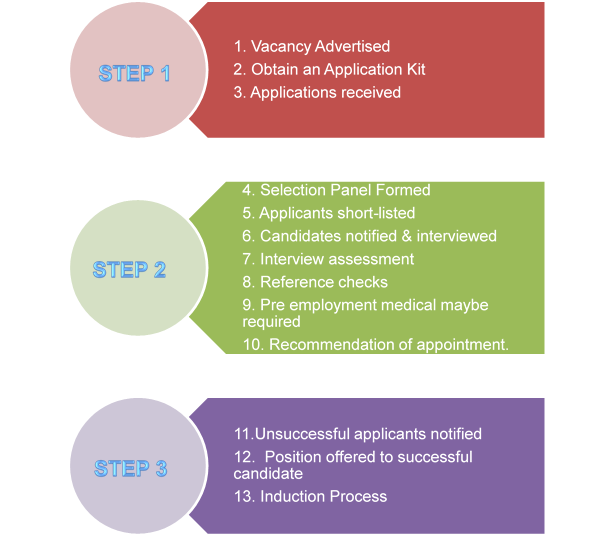 STEP 1
1. Vacancy Advertised
2. Obtain an Application Kit
3. Applications received
STEP 2
4. Selection Panel Formed
5. Applicants short-listed
6. Candidates notified & interviewed
7. Interview assessment
8. Reference checks
9. Pre employment medical maybe
required
10. Recommendation of appointment.
STEP 3
11.Unsuccessful applicants notified
12.  Position offered to successful
candidate
13. Induction Process